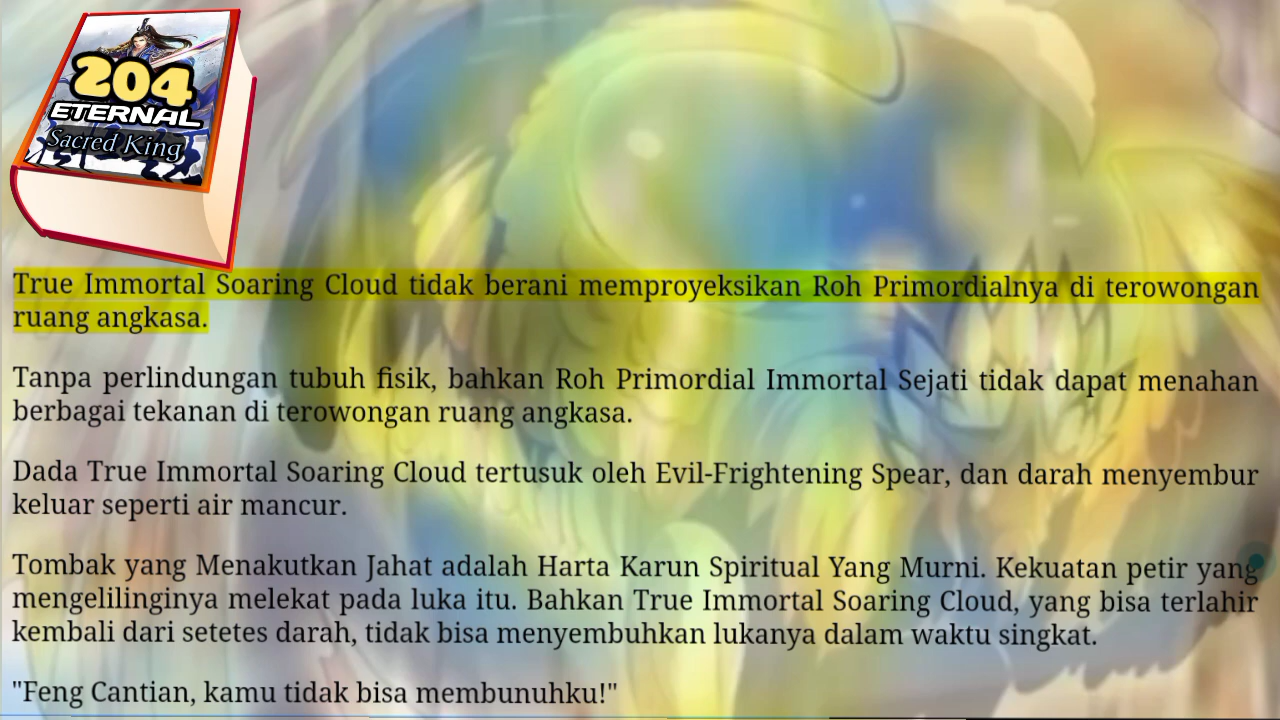 204
ETERNAL
Sacred King
True Immortal Soaring Cloud tidak berani memproyeksikan Roh Primordialnya di terowongan
ruang angkasa.
Tanpa perlindungan tubuh fisik, bahkan Roh Primordial Immortal Sejati tidak dapat menahan
berbagai tekanan di terowongan ruang angkasa.
Dada True Immortal Soaring Cloud tertusuk oleh Evil-Frightening Spear, dan darah menyembur
keluar seperti air mancur.
Tombak yang Menakutkan Jahat adalah Harta Karun Spiritual Yang Murni. Kekuatan petir yang
mengelilinginya melekat pada luka itu. Bahkan True Immortal Soaring Cloud, yang bisa terlahir
kembali dari setetes darah, tidak bisa menyembuhkan lukanya dalam waktu singkat.
"Feng Cantian, kamu tidak bisa membunuhku!"